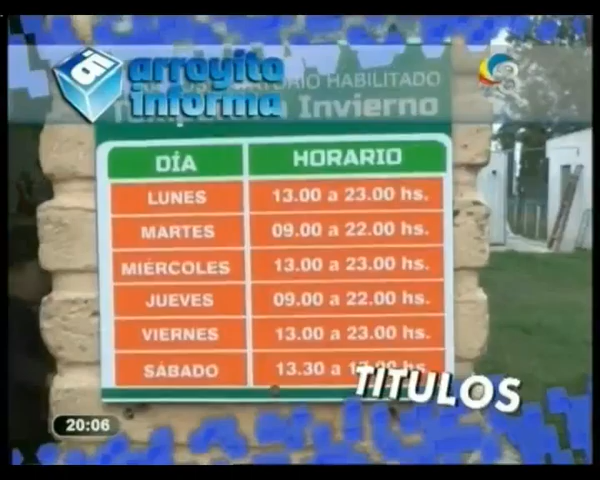 arroyito
informa
8
HABILITADO
Invierno
DÍA HORARIO
LUNES 13.00 a 23.00 hs.
MARTES 09.00 a 22.00 hs.
MIÉRCOLES 13.00 a 23.00 hs.
JUEVES 09.00 a 22.00 hs.
VIERNES 13.00 a 23.00 hs.
SÁBADO 13.30 a
TITULOS
20:06